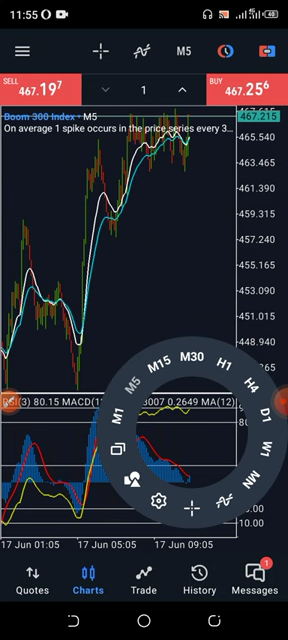 11:55
4G 4G 49
M5
SELL
467.19⁷
1
BUY
467.25⁶
Boom 300 Index • M5
On average 1 spike occurs in the price series every 3...
467.215
465.540
463.465
461.390
459.315
457.240
455.165
453.090
451.015
448.940
M1
M5
M15
M30
H1
H4
D1
W1
MN
RSI(3) 80.15 MACD(1
3007 0.2649 MA(12)
80
10.00
17 Jun 01:05
17 Jun 05:05
17 Jun 09:05
Quotes
Charts
Trade
History
1
Messages